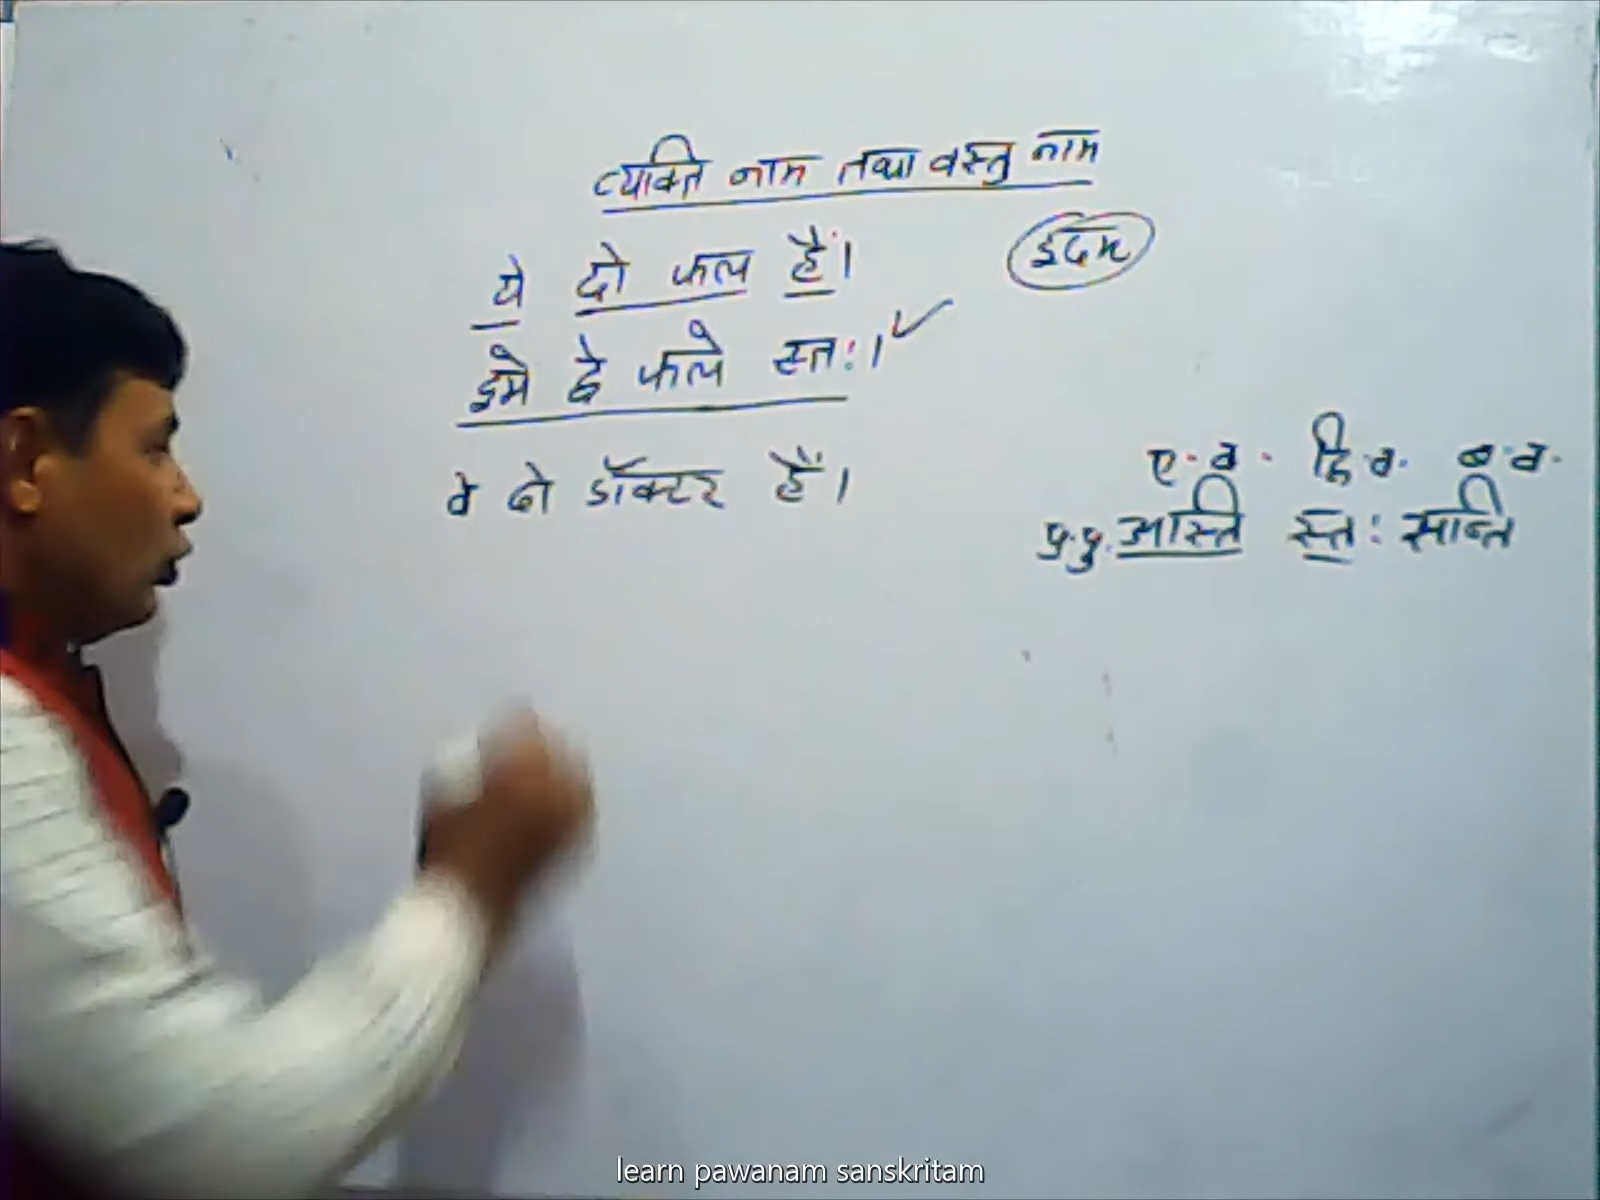 व्यक्ति नाम तथा वस्तु नाम
ये दो फल हैं।
इदम
इमे द्वे फले स्तः।
वे दो डॉक्टर हैं।
ए.व. द्वि.व. ब.व.
प्र.पु. अस्ति स्तः सन्ति
learn pawanam sanskritam